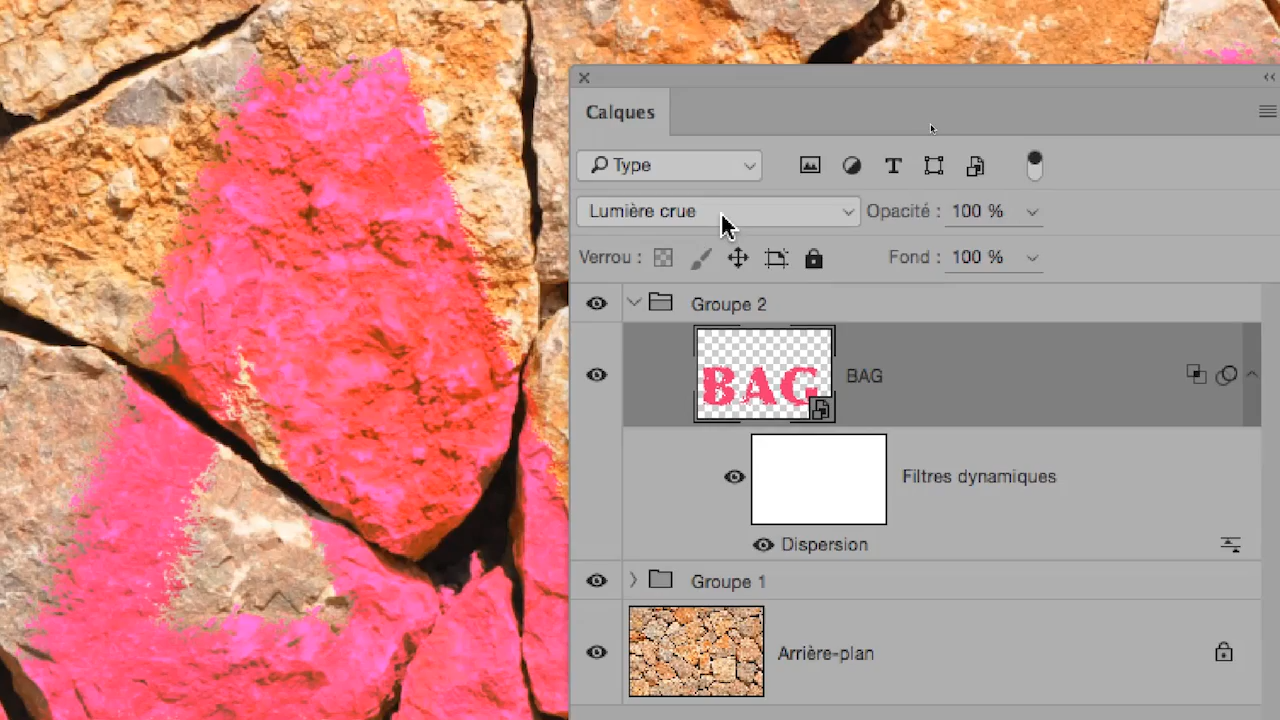 Calques
Type
Lumière crue
Opacité : 100 %
Verrou :
Fond : 100 %
Groupe 2
BAG
BAG
Filtres dynamiques
Dispersion
Groupe 1
Arrière-plan